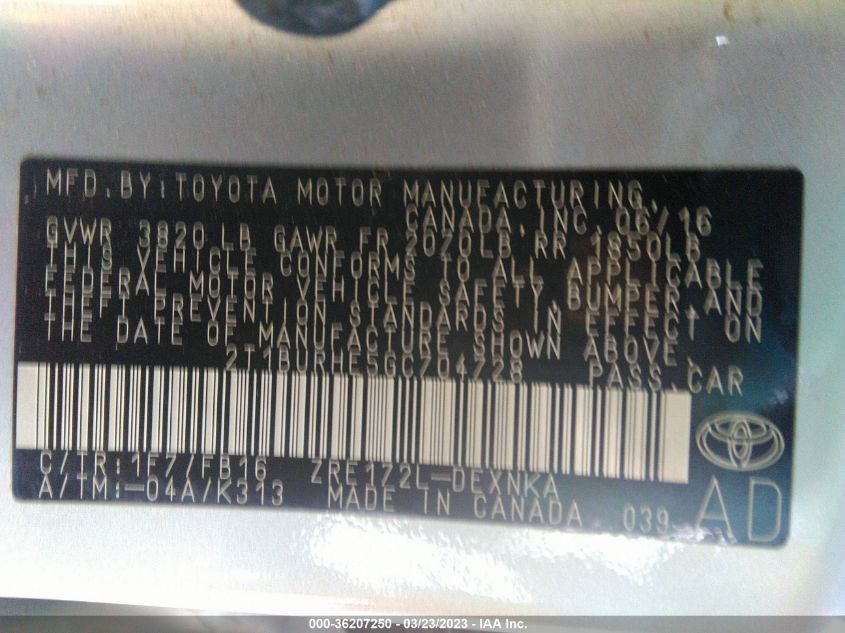 MFD.BY:TOYOTA MOTOR MANUFACTURING,
CANADA,INC.06/16
GVWR 3820LB GAWR FR 2020LB RR 1850LB
THIS VEHICLE CONFORMS TO ALL APPLICABLE
FEDERAL MOTOR VEHICLE SAFETY,BUMPER,AND
THEFT PREVENTION STANDARDS IN EFFECT ON
THE DATE OF MANUFACTURE SHOWN ABOVE.
2T1BURHE5GC704728 PASS.CAR
C/TR:1F7/FB16 ZRE172L-DEXNKA
A/TM:-04A/K313 MADE IN CANADA 039
AD
000-36207250 - 03/23/2023 - IAA Inc.